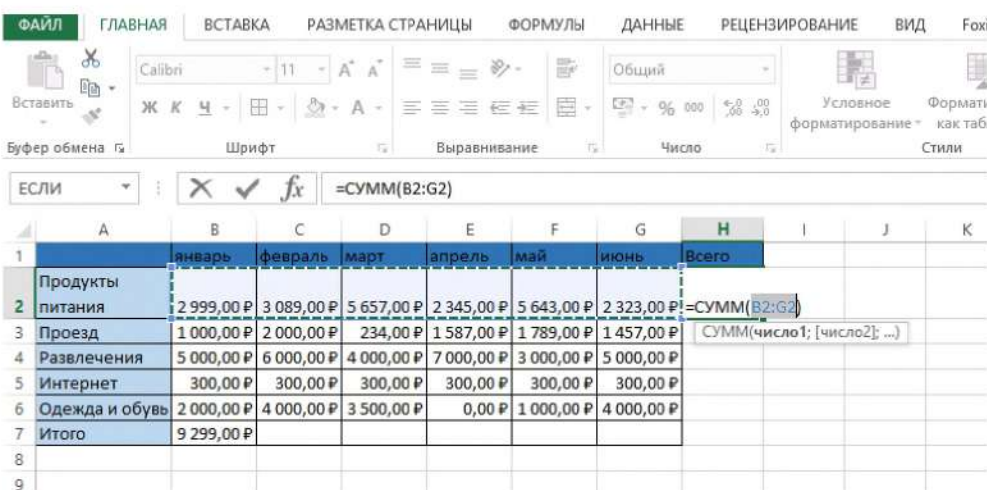 ФАЙЛ ГЛАВНАЯ ВСТАВКА РАЗМЕТКА СТРАНИЦЫ ФОРМУЛЫ ДАННЫЕ РЕЦЕНЗИРОВАНИЕ ВИД Foxi
Calibri 11 A A Общий
Вставить Ж К Ч А % 000 ,00 ,0 ,00 Условное Формати
форматирование как таб
Буфер обмена Шрифт Выравнивание Число Стили
ЕСЛИ fx =СУММ(B2:G2)
A B C D E F G H I J K
1 январь февраль март апрель май июнь Всего
Продукты
2 питания 2 999,00 ₽ 3 089,00 ₽ 5 657,00 ₽ 2 345,00 ₽ 5 643,00 ₽ 2 323,00 ₽ =СУММ(B2:G2)
3 Проезд 1 000,00 ₽ 2 000,00 ₽ 234,00 ₽ 1 587,00 ₽ 1 789,00 ₽ 1 457,00 ₽ СУММ(число1; [число2]; ...)
4 Развлечения 5 000,00 ₽ 6 000,00 ₽ 4 000,00 ₽ 7 000,00 ₽ 3 000,00 ₽ 5 000,00 ₽
5 Интернет 300,00 ₽ 300,00 ₽ 300,00 ₽ 300,00 ₽ 300,00 ₽ 300,00 ₽
6 Одежда и обувь 2 000,00 ₽ 4 000,00 ₽ 3 500,00 ₽ 0,00 ₽ 1 000,00 ₽ 4 000,00 ₽
7 Итого 9 299,00 ₽
8
9